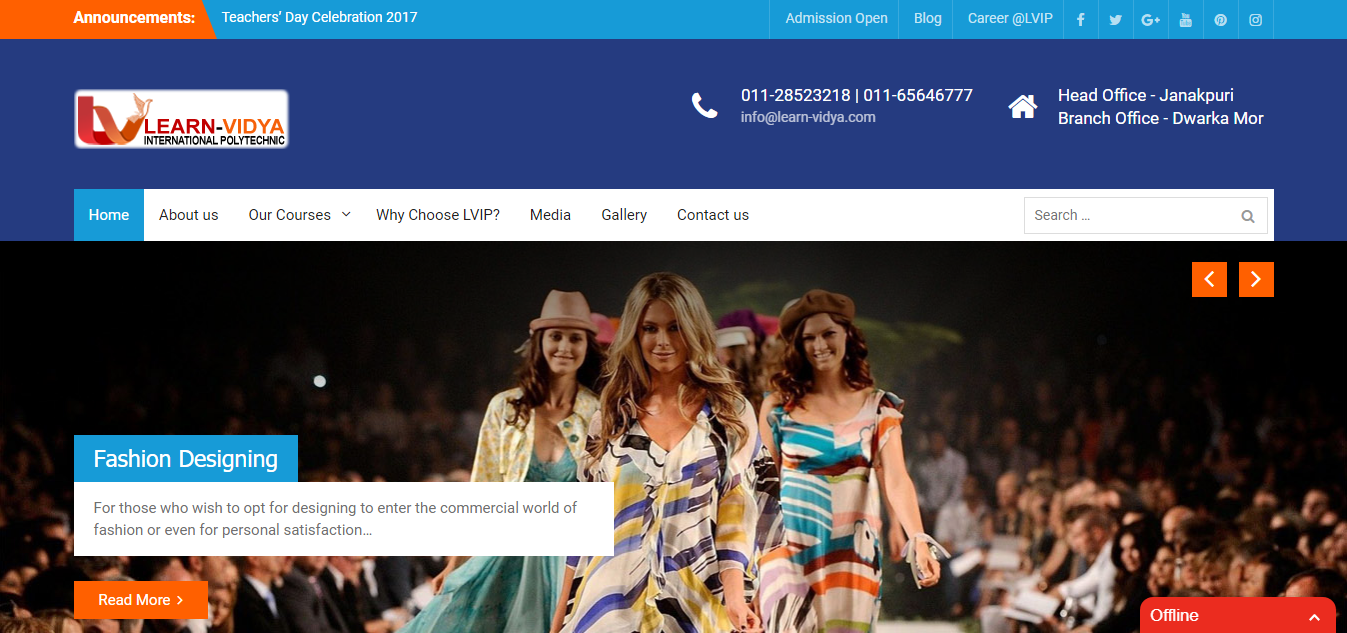 Announcements:
Teachers' Day Celebration 2017
Admission Open
Blog
Career @LVIP
LEARN-VIDYA
INTERNATIONAL POLYTECHNIC
011-28523218 | 011-65646777
info@learn-vidya.com
Head Office - Janakpuri
Branch Office - Dwarka Mor
Home
About us
Our Courses
Why Choose LVIP?
Media
Gallery
Contact us
Search ...
Fashion Designing
For those who wish to opt for designing to enter the commercial world of
fashion or even for personal satisfaction...
Read More
Offline